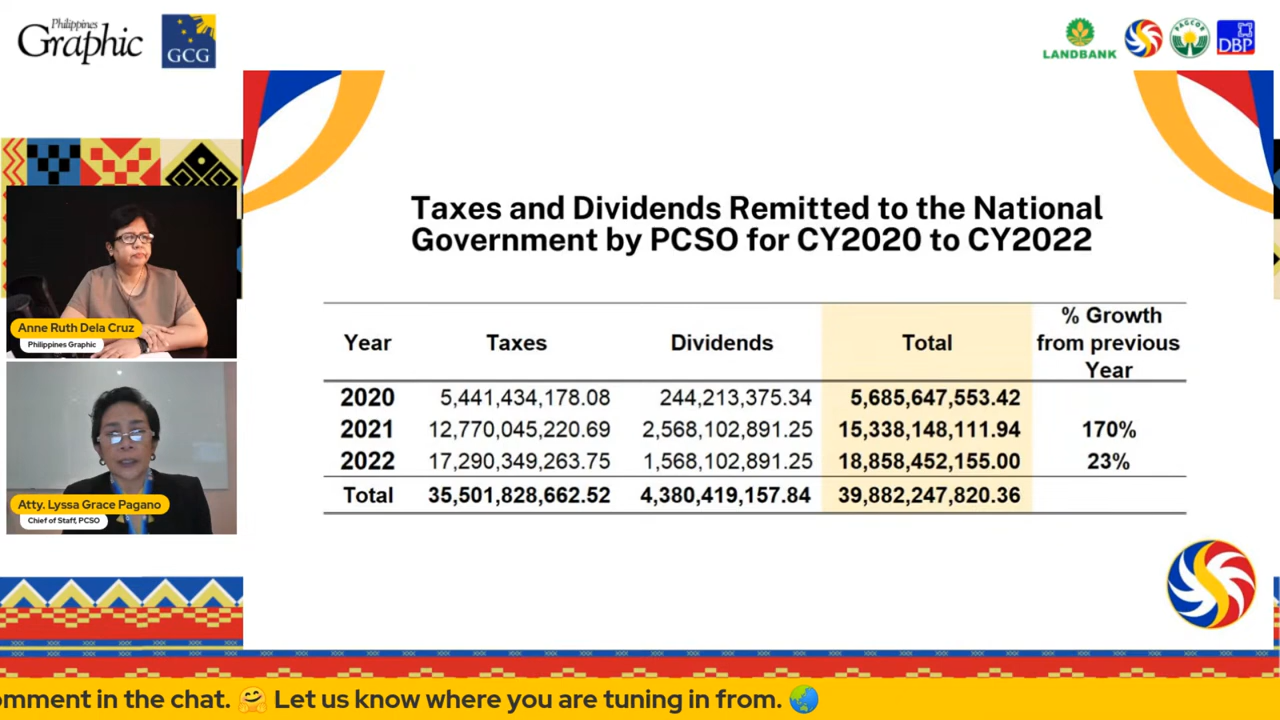 Philippines
Graphic
GCG
LANDBANK
PAGCOR
DBP
Taxes and Dividends Remitted to the National
Government by PCSO for CY2020 to CY2022
Year Taxes Dividends Total % Growth from previous Year
2020 5,441,434,178.08 244,213,375.34 5,685,647,553.42
2021 12,770,045,220.69 2,568,102,891.25 15,338,148,111.94 170%
2022 17,290,349,263.75 1,568,102,891.25 18,858,452,155.00 23%
Total 35,501,828,662.52 4,380,419,157.84 39,882,247,820.36
Anne Ruth Dela Cruz
Philippines Graphic
Atty. Lyssa Grace Pagano
Chief of Staff, PCSO
omment in the chat. 🤗 Let us know where you are tuning in from. 🌏